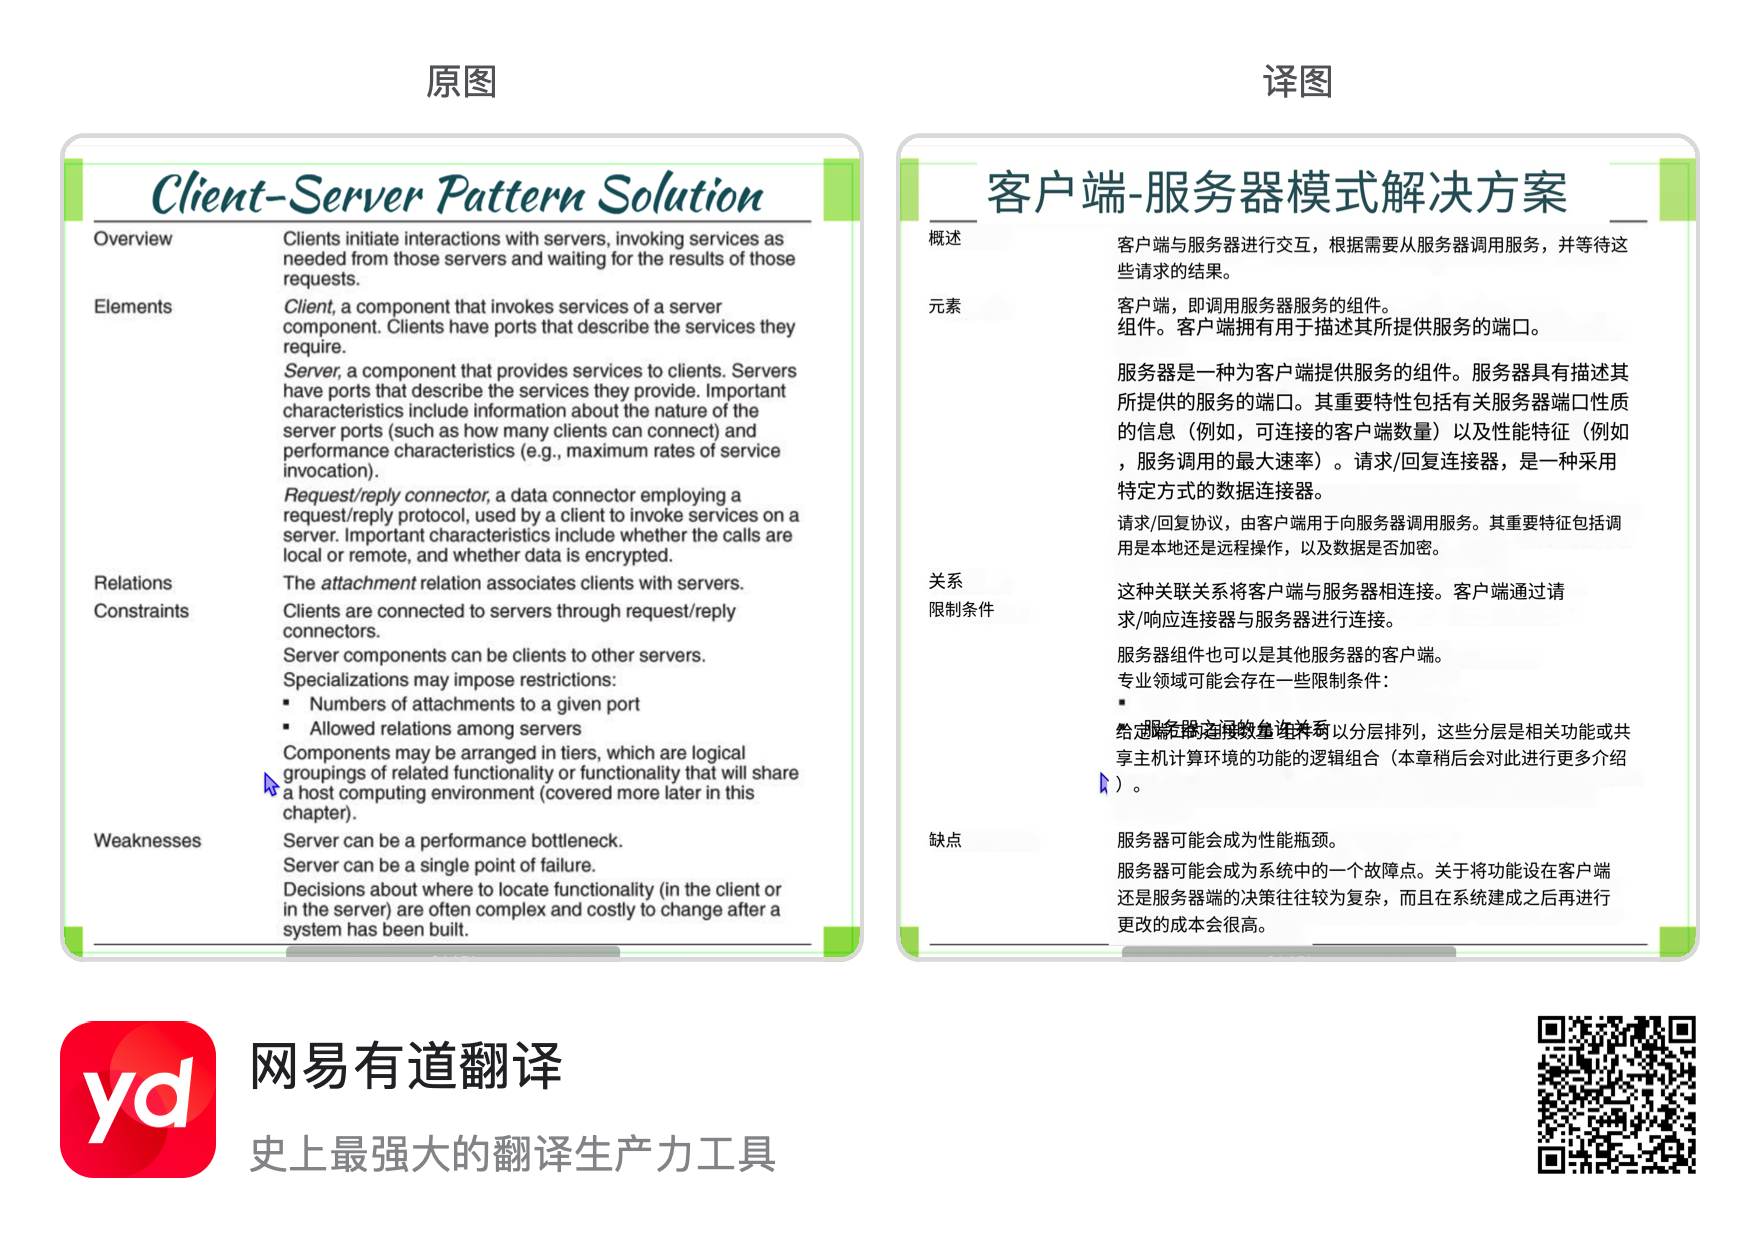 原图
Client-Server Pattern Solution
Overview
Clients initiate interactions with servers, invoking services as
needed from those servers and waiting for the results of those
requests.
Elements
Client, a component that invokes services of a server
component. Clients have ports that describe the services they
require.
Server, a component that provides services to clients. Servers
have ports that describe the services they provide. Important
characteristics include information about the nature of the
server ports (such as how many clients can connect) and
performance characteristics (e.g., maximum rates of service
invocation).
Request/reply connector, a data connector employing a
request/reply protocol, used by a client to invoke services on a
server. Important characteristics include whether the calls are
local or remote, and whether data is encrypted.
Relations
The attachment relation associates clients with servers.
Constraints
Clients are connected to servers through request/reply
connectors.
Server components can be clients to other servers.
Specializations may impose restrictions:
▪ Numbers of attachments to a given port
▪ Allowed relations among servers
Components may be arranged in tiers, which are logical
groupings of related functionality or functionality that will share
a host computing environment (covered more later in this
chapter).
Weaknesses
Server can be a performance bottleneck.
Server can be a single point of failure.
Decisions about where to locate functionality (in the client or
in the server) are often complex and costly to change after a
system has been built.
译图
客户端-服务器模式解决方案
概述
客户端与服务器进行交互，根据需要从服务器调用服务，并等待这
些请求的结果。
元素
客户端，即调用服务器服务的组件。
组件。客户端拥有用于描述其所提供服务的端口。
服务器是一种为客户端提供服务的组件。服务器具有描述其
所提供的服务的端口。其重要特性包括有关服务器端口性质
的信息（例如，可连接的客户端数量）以及性能特征（例如
，服务调用的最大速率）。请求/回复连接器，是一种采用
特定方式的数据连接器。
请求/回复协议，由客户端用于向服务器调用服务。其重要特征包括调
用是本地还是远程操作，以及数据是否加密。
关系
这种关联关系将客户端与服务器相连接。客户端通过请
限制条件
求/响应连接器与服务器进行连接。
服务器组件也可以是其他服务器的客户端。
专业领域可能会存在一些限制条件：
▪
服务器之间的允许关系
给定端口的连接数量 组件可以分层排列，这些分层是相关功能或共
享主机计算环境的功能的逻辑组合（本章稍后会对此进行更多介绍
）。
缺点
服务器可能会成为性能瓶颈。
服务器可能会成为系统中的一个故障点。关于将功能设在客户端
还是服务器端的决策往往较为复杂，而且在系统建成之后再进行
更改的成本会很高。
yd
网易有道翻译
史上最强大的翻译生产力工具